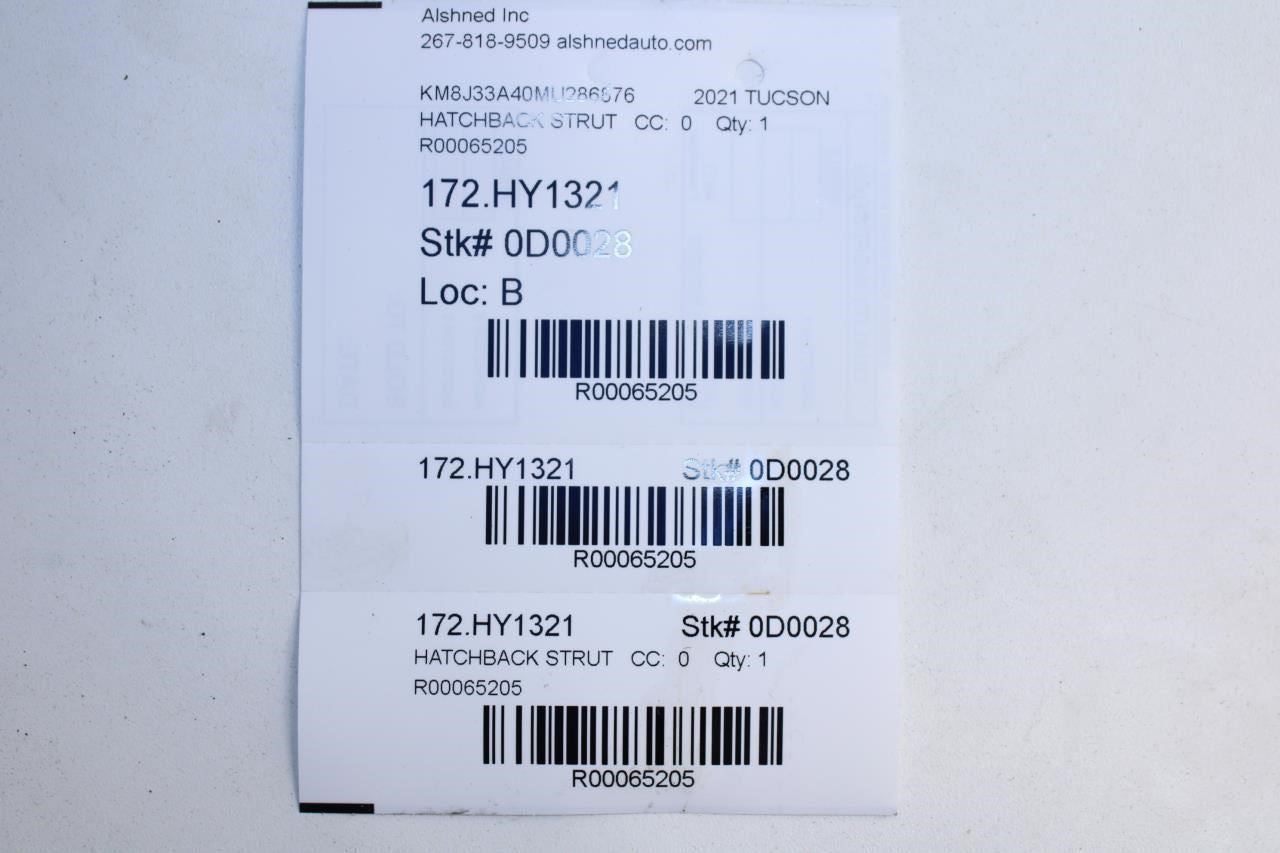 Alshned Inc
267-818-9509 alshnedauto.com
KM8J33A40MU286876 2021 TUCSON
HATCHBACK STRUT CC: 0 Qty: 1
R00065205
172.HY1321
Stk# 0D0028
Loc: B
R00065205
172.HY1321 Stk# 0D0028
R00065205
172.HY1321 Stk# 0D0028
HATCHBACK STRUT CC: 0 Qty: 1
R00065205
R00065205